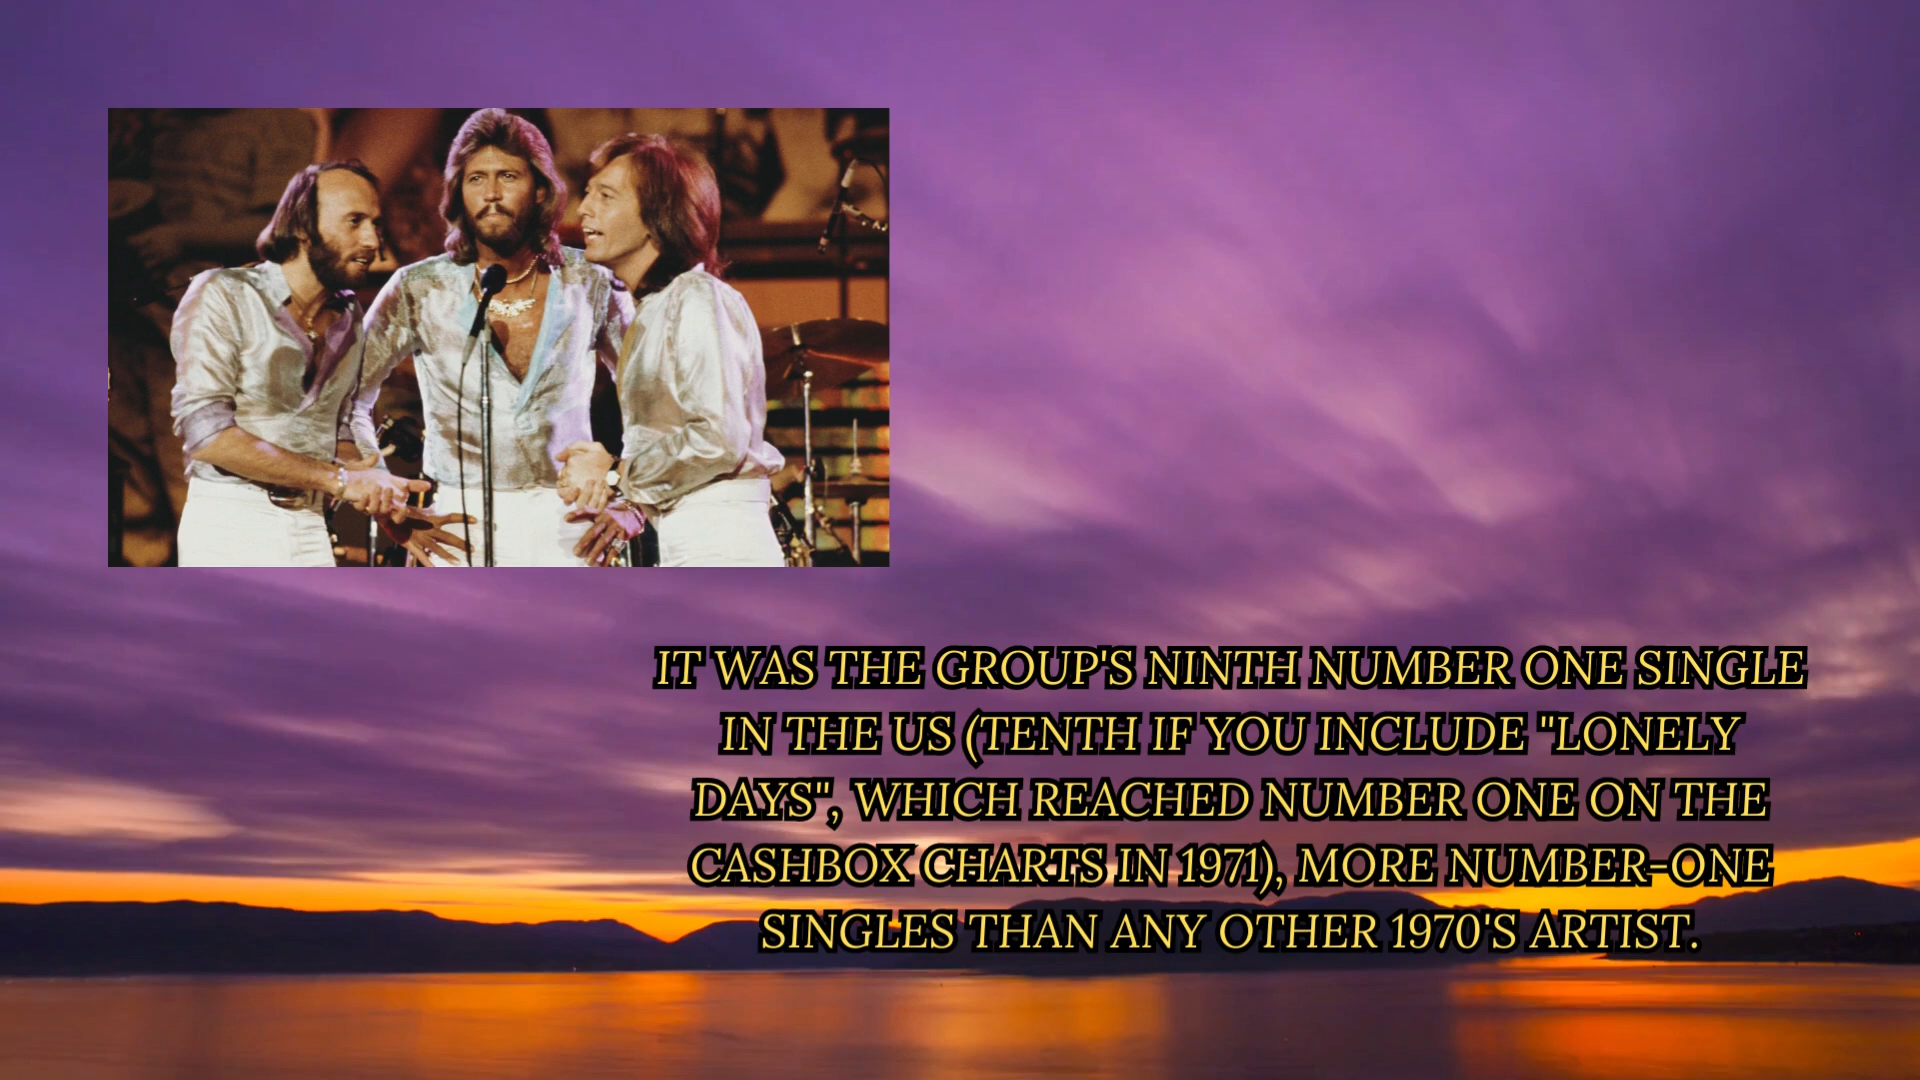 IT WAS THE GROUP'S NINTH NUMBER ONE SINGLE
IN THE US (TENTH IF YOU INCLUDE "LONELY
DAYS", WHICH REACHED NUMBER ONE ON THE
CASHBOX CHARTS IN 1971), MORE NUMBER-ONE
SINGLES THAN ANY OTHER 1970'S ARTIST.